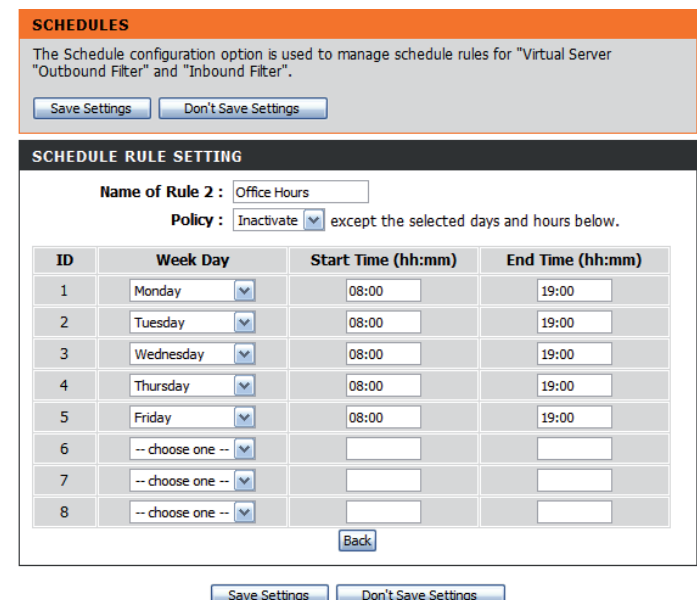 SCHEDULES
The Schedule configuration option is used to manage schedule rules for "Virtual Server
"Outbound Filter" and "Inbound Filter".
Save Settings Don't Save Settings
SCHEDULE RULE SETTING
Name of Rule 2 : Office Hours
Policy : Inactivate except the selected days and hours below.
ID Week Day Start Time (hh:mm) End Time (hh:mm)
1 Monday 08:00 19:00
2 Tuesday 08:00 19:00
3 Wednesday 08:00 19:00
4 Thursday 08:00 19:00
5 Friday 08:00 19:00
6 -- choose one --
7 -- choose one --
8 -- choose one --
Back
Save Settings Don't Save Settings